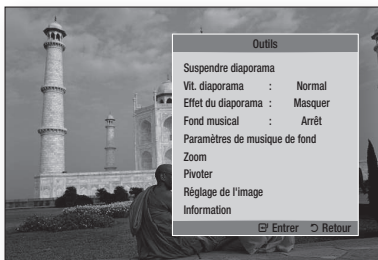 Outils
Suspendre diaporama
Vit. diaporama : Normal
Effet du diaporama : Masquer
Fond musical : Arrêt
Paramètres de musique de fond
Zoom
Pivoter
Réglage de l'image
Information
Entrer Retour